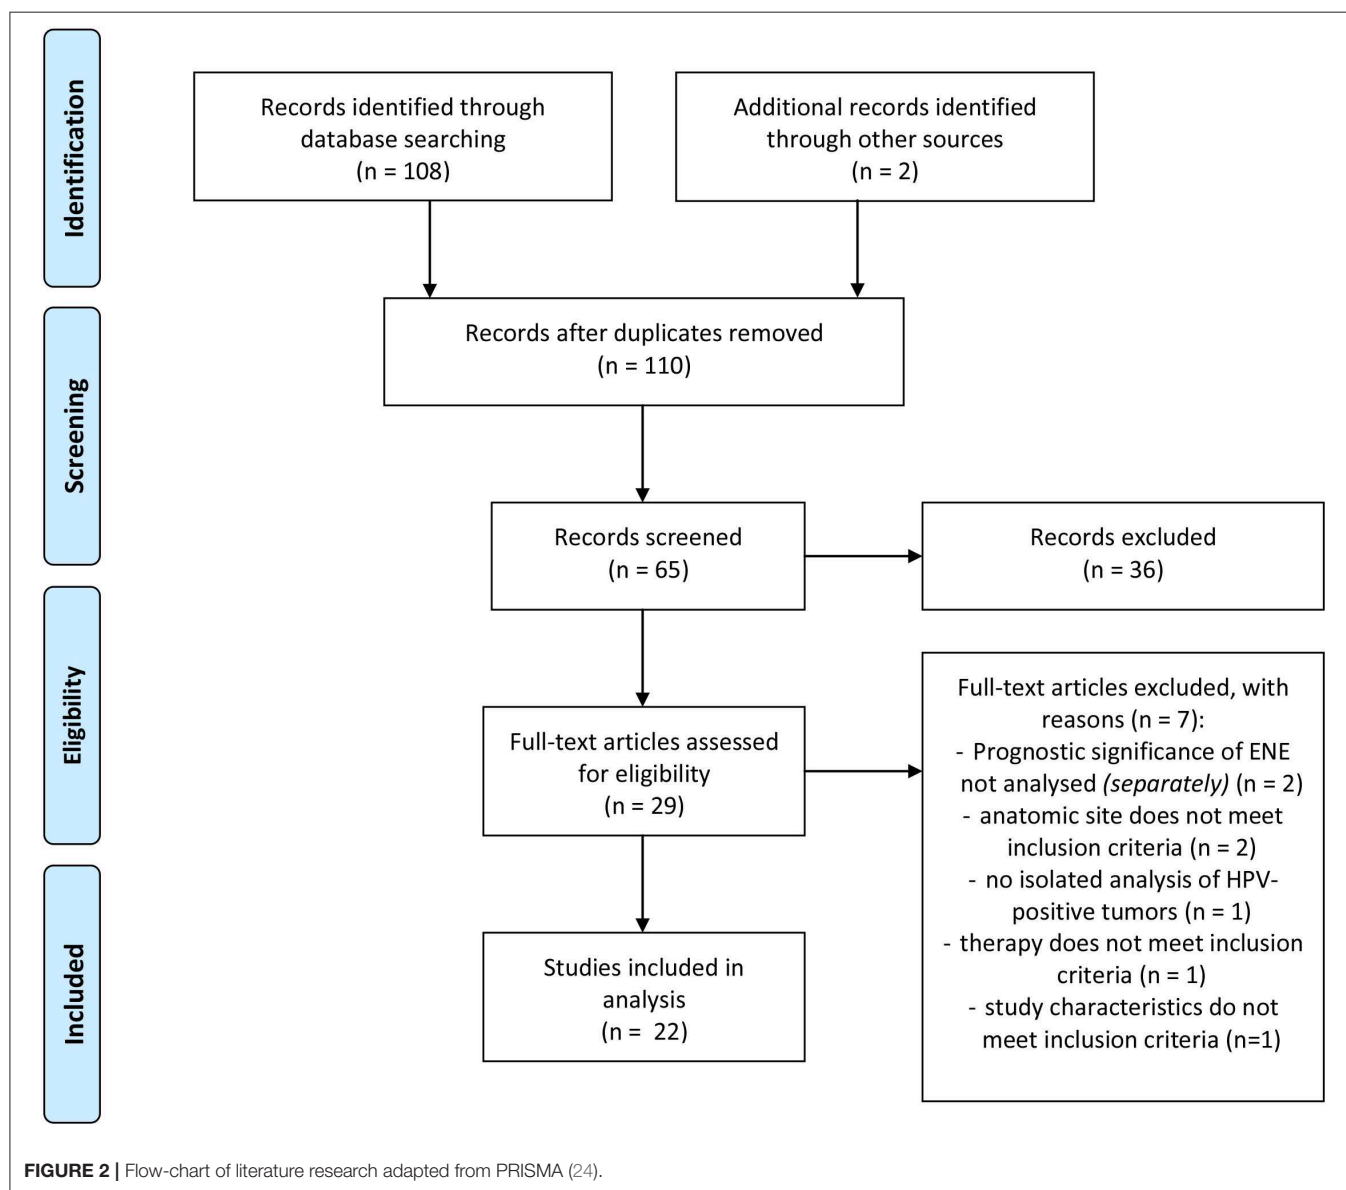 Identification
Records identified through
database searching
(n = 108)
Additional records identified
through other sources
(n = 2)
Screening
Records after duplicates removed
(n = 110)
Records screened
(n = 65)
Records excluded
(n = 36)
Eligibility
Full-text articles assessed
for eligibility
(n = 29)
Full-text articles excluded, with
reasons (n = 7):
- Prognostic significance of ENE
not analysed (separately) (n = 2)
- anatomic site does not meet
inclusion criteria (n = 2)
- no isolated analysis of HPV-
positive tumors (n = 1)
- therapy does not meet inclusion
criteria (n = 1)
- study characteristics do not
meet inclusion criteria (n=1)
Included
Studies included in
analysis
(n = 22)
FIGURE 2 | Flow-chart of literature research adapted from PRISMA (24).